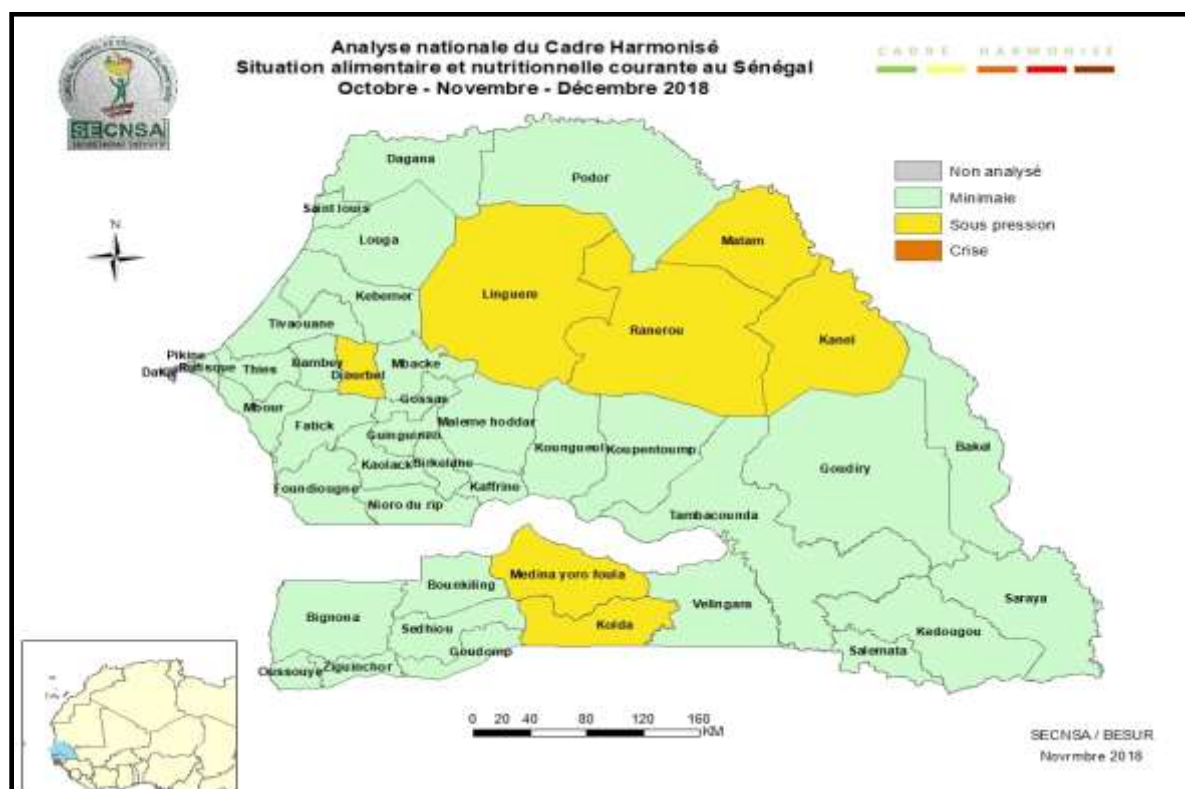 Analyse nationale du Cadre Harmonisé
Situation alimentaire et nutritionnelle courante au Sénégal
Octobre - Novembre - Décembre 2018
CADRE HARMONISÉ
SECNSA
Non analysé
Minimale
Sous pression
Crise
N
Dagana
Podor
Saint louis
Louga
Matam
Linguere
Kebemer
Ranerou
Kanel
Tivaouane
Pikine
Dakar
Rufisque
Thies
Bambey
Diourbel
Mbacke
Gossas
Mbour
Fatick
Maleme hoddar
Guinguineo
Koungueul
Koupentoump
Goudiry
Bakel
Kaolack
Birkelane
Kaffrine
Foundiougne
Nioro du rip
Tambacounda
Medina yoro foula
Bounkiling
Velingara
Bignona
Sedhiou
Kolda
Saraya
Kedougou
Goudomp
Salemata
Oussouye
Ziguinchor
0 20 40 80 120 160
KM
SECNSA / BESUR
Novrmbre 2018